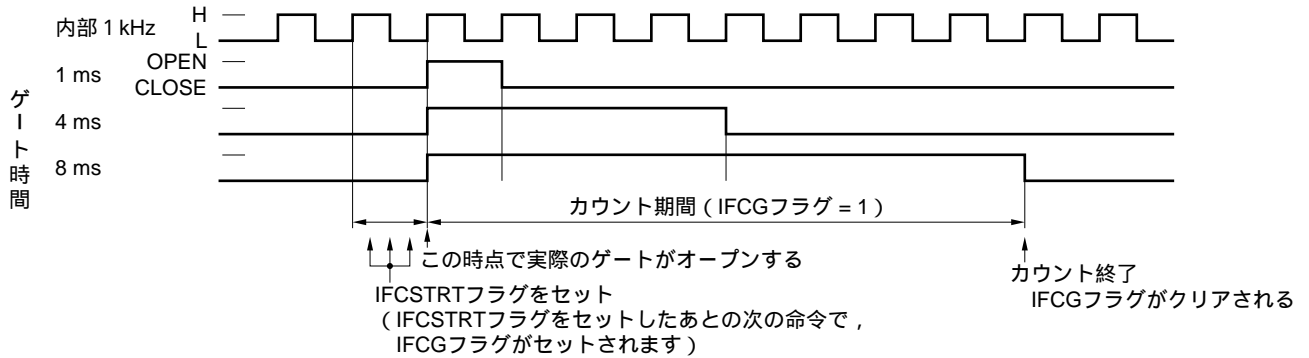 内部 1 kHz
H
L
OPEN
CLOSE
ゲート時間
1 ms
4 ms
8 ms
カウント期間（IFCGフラグ = 1）
この時点で実際のゲートがオープンする
IFCSTRTフラグをセット
（IFCSTRTフラグをセットしたあとの次の命令で，
IFCGフラグがセットされます）
カウント終了
IFCGフラグがクリアされる